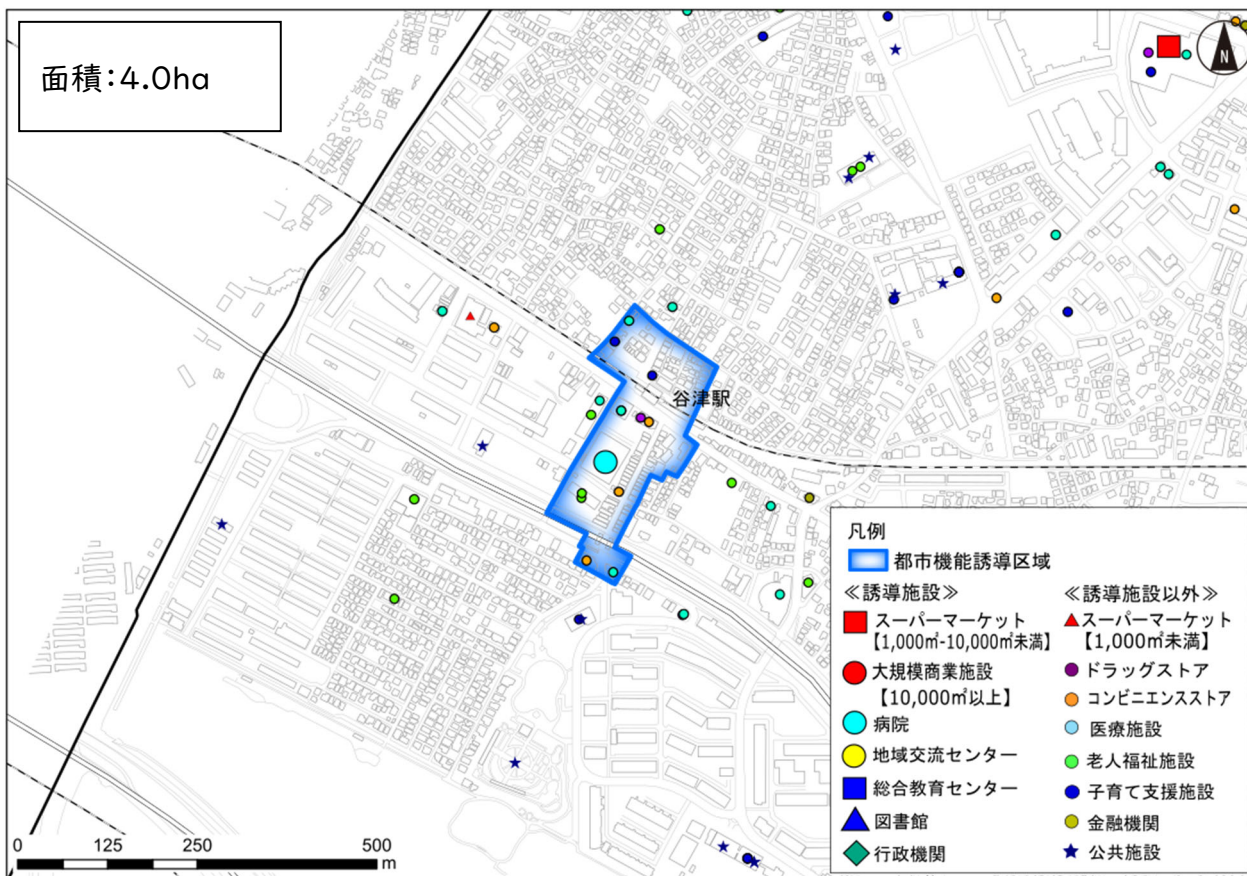 面積:4.0ha
N
谷津駅
凡例
都市機能誘導区域
≪誘導施設≫
スーパーマーケット
【1,000㎡-10,000㎡未満】
大規模商業施設
【10,000㎡以上】
病院
地域交流センター
総合教育センター
図書館
行政機関
≪誘導施設以外≫
スーパーマーケット
【1,000㎡未満】
ドラッグストア
コンビニエンスストア
医療施設
老人福祉施設
子育て支援施設
金融機関
公共施設
0 125 250 500
m